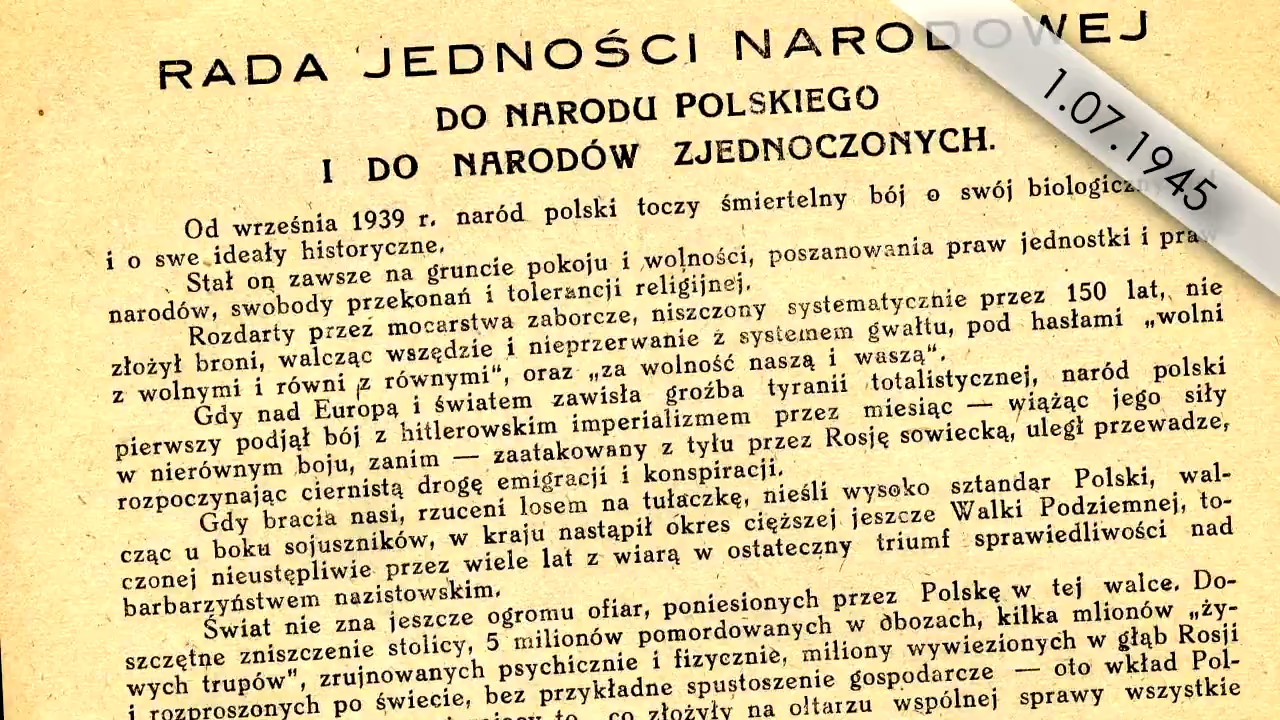 RADA JEDNOŚCI NARODOWEJ
1.07.1945
DO NARODU POLSKIEGO
I DO NARODÓW ZJEDNOCZONYCH.
Od września 1939 r. naród polski toczy śmiertelny bój o swój
i o swe ideały historyczne.
Stał on zawsze na gruncie pokoju i wolności, poszanowania praw jednostki i praw
narodów, swobody przekonań i tolerancji religijnej.
Rozdarty przez mocarstwa zaborcze, niszczony systematycznie przez 150 lat, nie
złożył broni, walcząc wszędzie i nieprzerwanie z systemem gwałtu, pod hasłami „wolni
z wolnymi i równi z równymi", oraz „za wolność naszą i waszą".
Gdy nad Europą i światem zawisła groźba tyranii totalistycznej, naród polski
pierwszy podjął bój z hitlerowskim imperializmem przez miesiąc — wiążąc jego siły
w nierównym boju, zanim — zaatakowany z tyłu przez Rosję sowiecką, uległ przewadze,
rozpoczynając ciernistą drogę emigracji i konspiracji.
Gdy bracia nasi, rzuceni losem na tułaczkę, nieśli wysoko sztandar Polski, wal-
cząc u boku sojuszników, w kraju nastąpił okres cięższej jeszcze Walki Podziemnej, to-
czonej nieustępliwie przez wiele lat z wiarą w ostateczny triumf sprawiedliwości nad
barbarzyństwem nazistowskim.
Świat nie zna jeszcze ogromu ofiar, poniesionych przez Polskę w tej walce. Do-
szczętne zniszczenie stolicy, 5 milionów pomordowanych w obozach, kilka mlionów „ży-
wych trupów", zrujnowanych psychicznie i fizycznie, miliony wywiezionych w głąb Rosji
i rozproszonych po świecie, bez przykładne spustoszenie gospodarcze — oto wkład Pol-
to co złożyły na ołtarzu wspólnej sprawy wszystkie